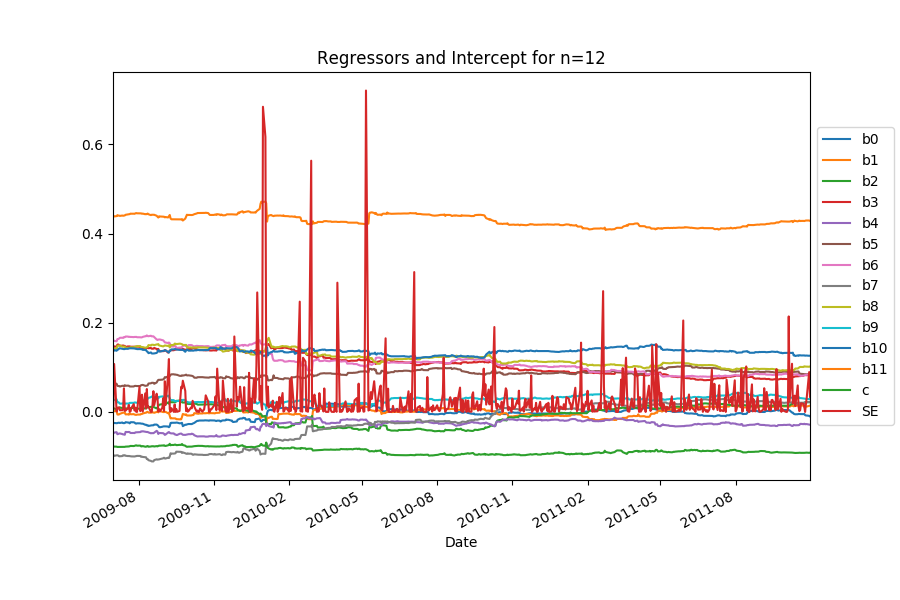 Regressors and Intercept for n=12
0.6
0.4
0.2
0.0
2009-08
2009-11
2010-02
2010-05
2010-08
2010-11
2011-02
2011-05
2011-08
Date
b0
b1
b2
b3
b4
b5
b6
b7
b8
b9
b10
b11
c
SE